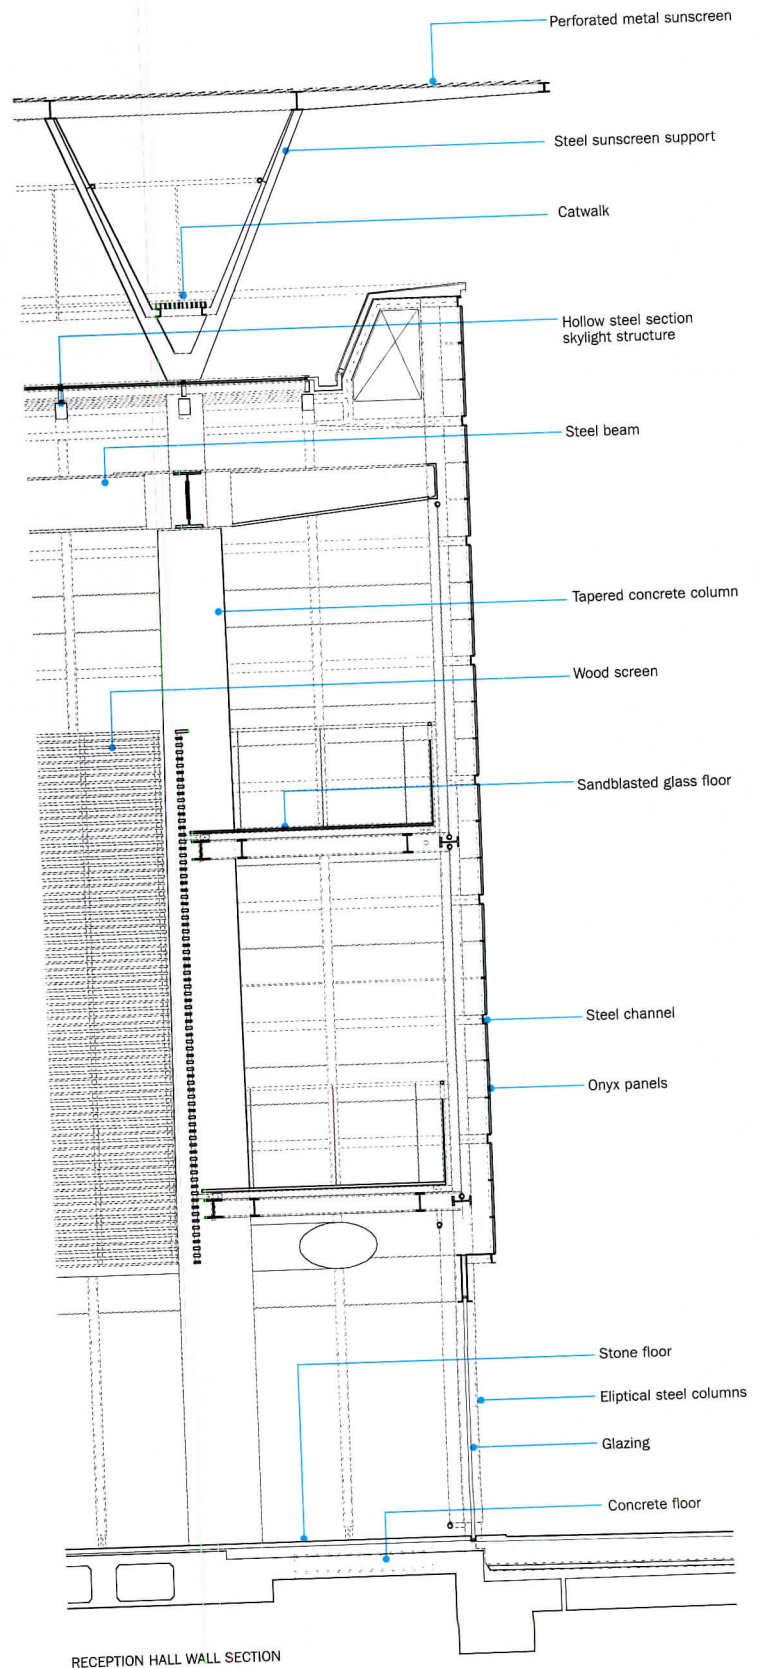 Perforated metal sunscreen
Steel sunscreen support
Catwalk
Hollow steel section
skylight structure
Steel beam
Tapered concrete column
Wood screen
Sandblasted glass floor
Steel channel
Onyx panels
Stone floor
Eliptical steel columns
Glazing
Concrete floor
RECEPTION HALL WALL SECTION